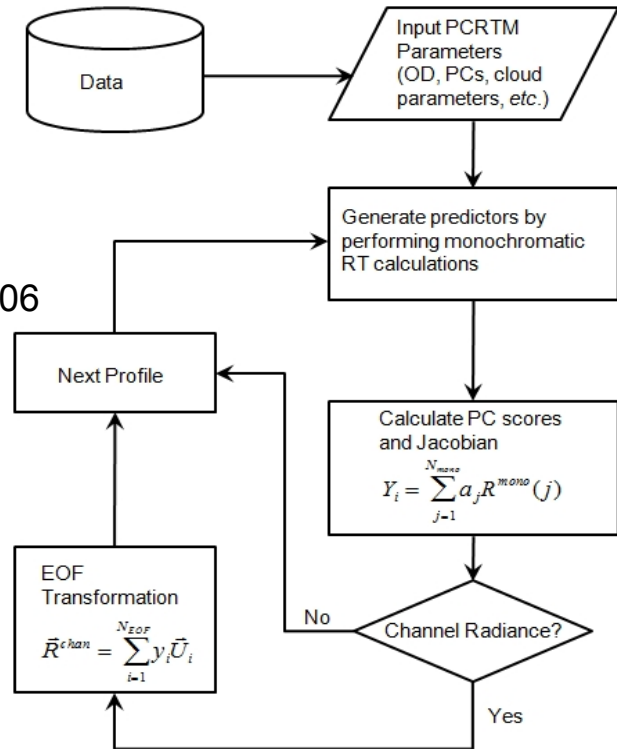 Data
Input PCRTM
Parameters
(OD, PCs, cloud
parameters, etc.)
Generate predictors by
performing monochromatic
RT calculations
06
Next Profile
Calculate PC scores
and Jacobian
Y_i = \sum_{j=1}^{N_{mono}} a_j R^{mono}(j)
EOF
Transformation
\vec{R}^{chan} = \sum_{i=1}^{N_{EOF}} y_i \vec{U}_i
No
Channel Radiance?
Yes